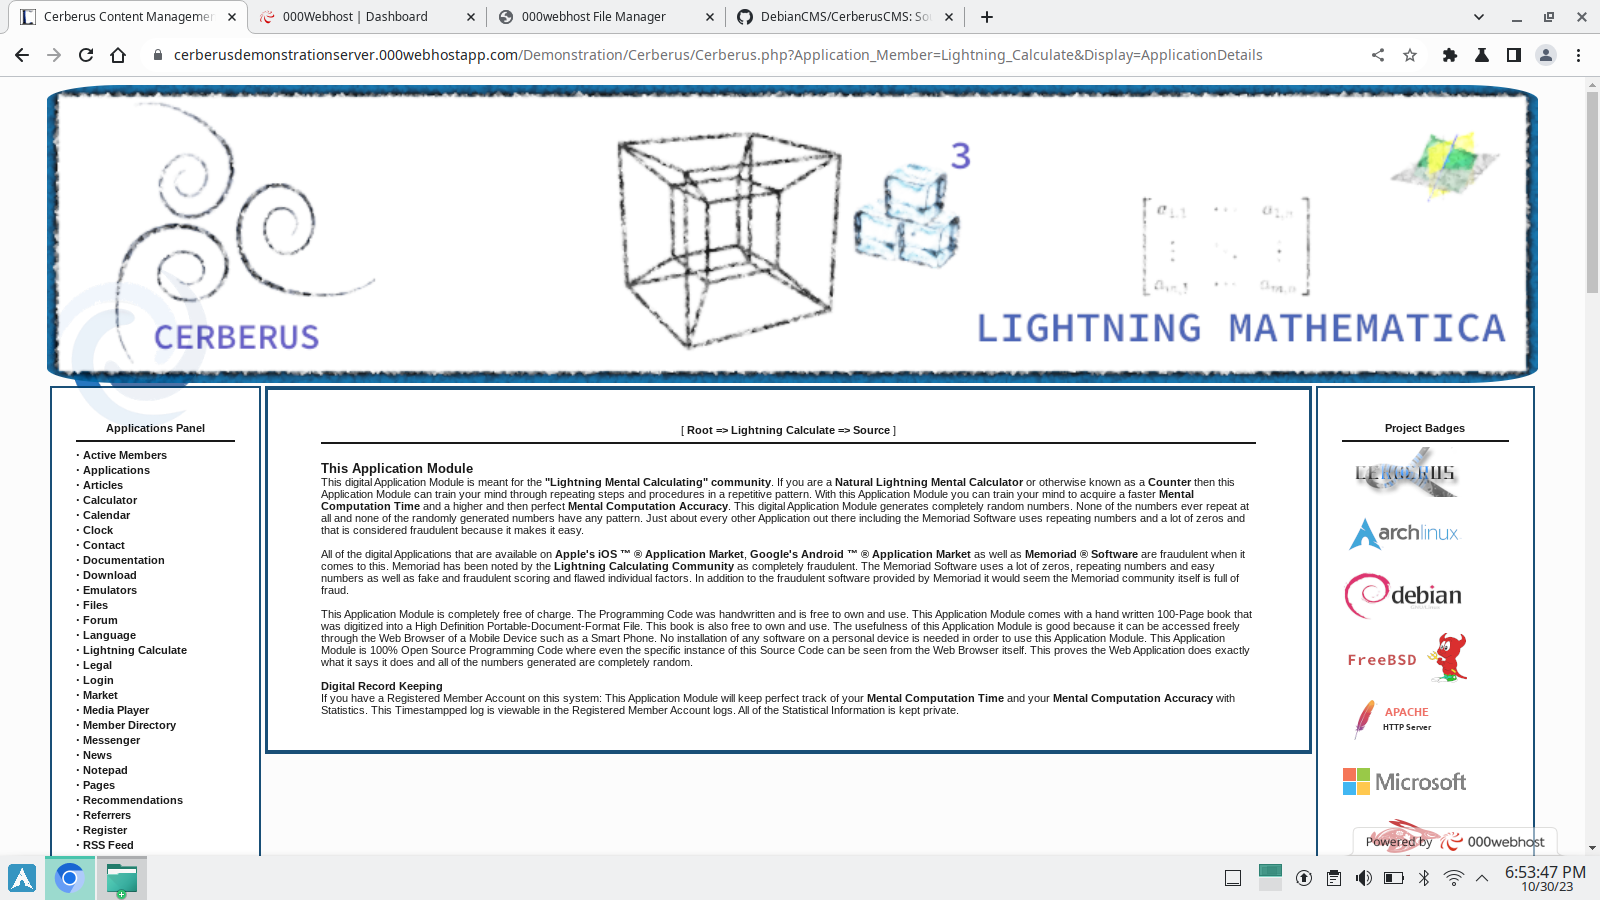 Cerberus Content Managemen
000Webhost | Dashboard
000webhost File Manager
DebianCMS/CerberusCMS: So
cerberusdemonstrationserver.000webhostapp.com/Demonstration/Cerberus/Cerberus.php?Application_Member=Lightning_Calculate&Display=ApplicationDetails
3
CERBERUS
LIGHTNING MATHEMATICA
Applications Panel
· Active Members
· Applications
· Articles
· Calculator
· Calendar
· Clock
· Contact
· Documentation
· Download
· Emulators
· Files
· Forum
· Language
· Lightning Calculate
· Legal
· Login
· Market
· Media Player
· Member Directory
· Messenger
· News
· Notepad
· Pages
· Recommendations
· Referrers
· Register
· RSS Feed
[ Root => Lightning Calculate => Source ]
This Application Module
This digital Application Module is meant for the "Lightning Mental Calculating" community. If you are a Natural Lightning Mental Calculator or otherwise known as a Counter then this
Application Module can train your mind through repeating steps and procedures in a repetitive pattern. With this Application Module you can train your mind to acquire a faster Mental
Computation Time and a higher and then perfect Mental Computation Accuracy. This digital Application Module generates completely random numbers. None of the numbers ever repeat at
all and none of the randomly generated numbers have any pattern. Just about every other Application out there including the Memoriad Software uses repeating numbers and a lot of zeros and
that is considered fraudulent because it makes it easy.
All of the digital Applications that are available on Apple's iOS ™ ® Application Market, Google's Android ™ ® Application Market as well as Memoriad ® Software are fraudulent when it
comes to this. Memoriad has been noted by the Lightning Calculating Community as completely fraudulent. The Memoriad Software uses a lot of zeros, repeating numbers and easy
numbers as well as fake and fraudulent scoring and flawed individual factors. In addition to the fraudulent software provided by Memoriad it would seem the Memoriad community itself is full of
fraud.
This Application Module is completely free of charge. The Programming Code was handwritten and is free to own and use. This Application Module comes with a hand written 100-Page book that
was digitized into a High Definition Portable-Document-Format File. This book is also free to own and use. The usefulness of this Application Module is good because it can be accessed freely
through the Web Browser of a Mobile Device such as a Smart Phone. No installation of any software on a personal device is needed in order to use this Application Module. This Application
Module is 100% Open Source Programming Code where even the specific instance of this Source Code can be seen from the Web Browser itself. This proves the Web Application does exactly
what it says it does and all of the numbers generated are completely random.
Digital Record Keeping
If you have a Registered Member Account on this system: This Application Module will keep perfect track of your Mental Computation Time and your Mental Computation Accuracy with
Statistics. This Timestampped log is viewable in the Registered Member Account logs. All of the Statistical Information is kept private.
Project Badges
CERBERUS
archlinux
debian
FreeBSD
APACHE
HTTP Server
Microsoft
Powered by 000webhost
6:53:47 PM
10/30/23